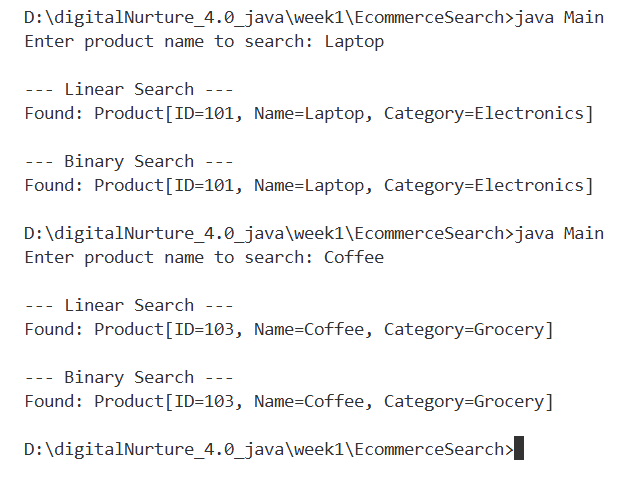 D:\digitalNurture_4.0_java\week1\EcommerceSearch>java Main
Enter product name to search: Laptop
--- Linear Search ---
Found: Product[ID=101, Name=Laptop, Category=Electronics]
--- Binary Search ---
Found: Product[ID=101, Name=Laptop, Category=Electronics]
D:\digitalNurture_4.0_java\week1\EcommerceSearch>java Main
Enter product name to search: Coffee
--- Linear Search ---
Found: Product[ID=103, Name=Coffee, Category=Grocery]
--- Binary Search ---
Found: Product[ID=103, Name=Coffee, Category=Grocery]
D:\digitalNurture_4.0_java\week1\EcommerceSearch>